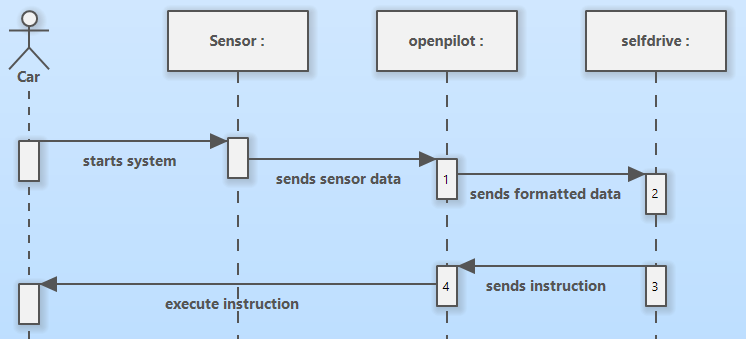 Sensor :
openpilot :
selfdrive :
Car
starts system
sends sensor data
1
sends formatted data
2
execute instruction
4
sends instruction
3